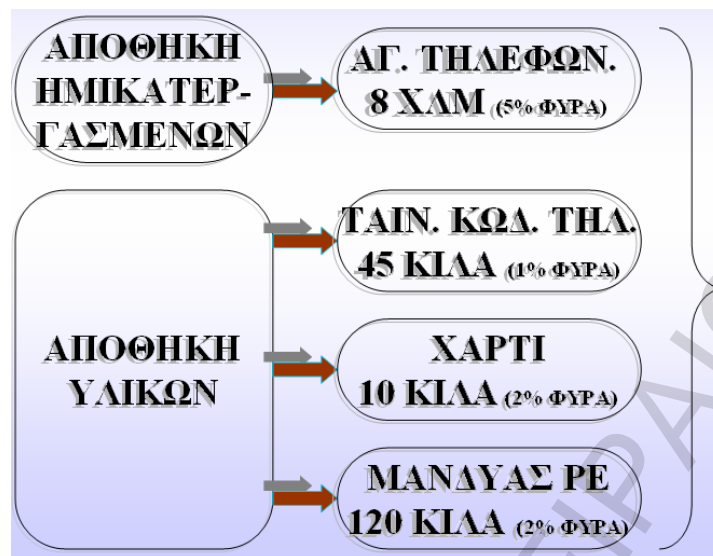 ΑΠΟΘΗΚΗ
ΗΜΙΚΑΤΕΡ-
ΓΑΣΜΕΝΩΝ
ΑΓ. ΤΗΛΕΦΩΝ.
8 ΧΛΜ (5% ΦΥΡΑ)
ΑΠΟΘΗΚΗ
ΥΛΙΚΩΝ
ΤΑΙΝ. ΚΩΔ. ΤΗΛ.
45 ΚΙΛΑ (1% ΦΥΡΑ)
ΧΑΡΤΙ
10 ΚΙΛΑ (2% ΦΥΡΑ)
ΜΑΝΔΥΑΣ PE
120 ΚΙΛΑ (2% ΦΥΡΑ)